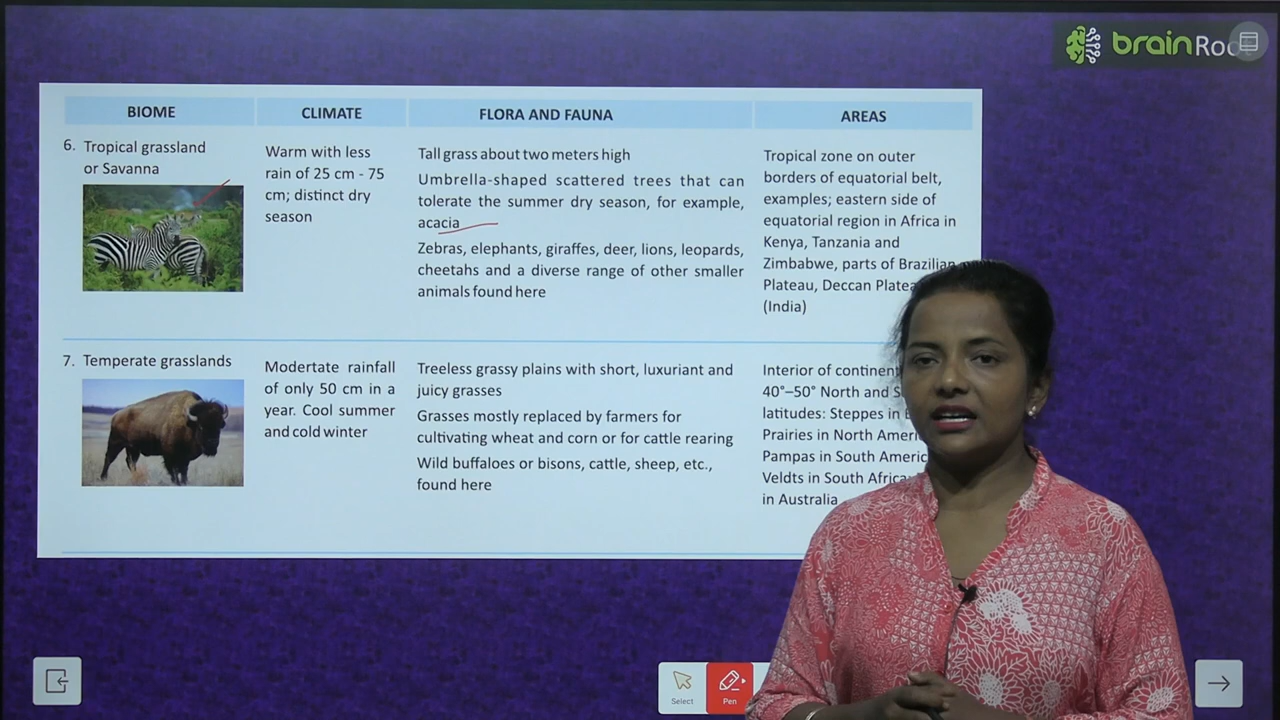 brainRoo
BIOME
CLIMATE
FLORA AND FAUNA
AREAS
6. Tropical grassland
or Savanna
Warm with less
rain of 25 cm - 75
cm; distinct dry
season
Tall grass about two meters high
Umbrella-shaped scattered trees that can
tolerate the summer dry season, for example,
acacia
Zebras, elephants, giraffes, deer, lions, leopards,
cheetahs and a diverse range of other smaller
animals found here
Tropical zone on outer
borders of equatorial belt,
examples; eastern side of
equatorial region in Africa in
Kenya, Tanzania and
Zimbabwe, parts of Brazilian
Plateau, Deccan
(India)
7. Temperate grasslands
Modertate rainfall
of only 50 cm in a
year. Cool summer
and cold winter
Treeless grassy plains with short, luxuriant and
juicy grasses
Grasses mostly replaced by farmers for
cultivating wheat and corn or for cattle rearing
Wild buffaloes or bisons, cattle, sheep, etc.,
found here
Interior of
40°–50° North and
latitudes: Steppes in
Prairies in North
Pampas in South
Veldts in South
in Australia
Select
Pen